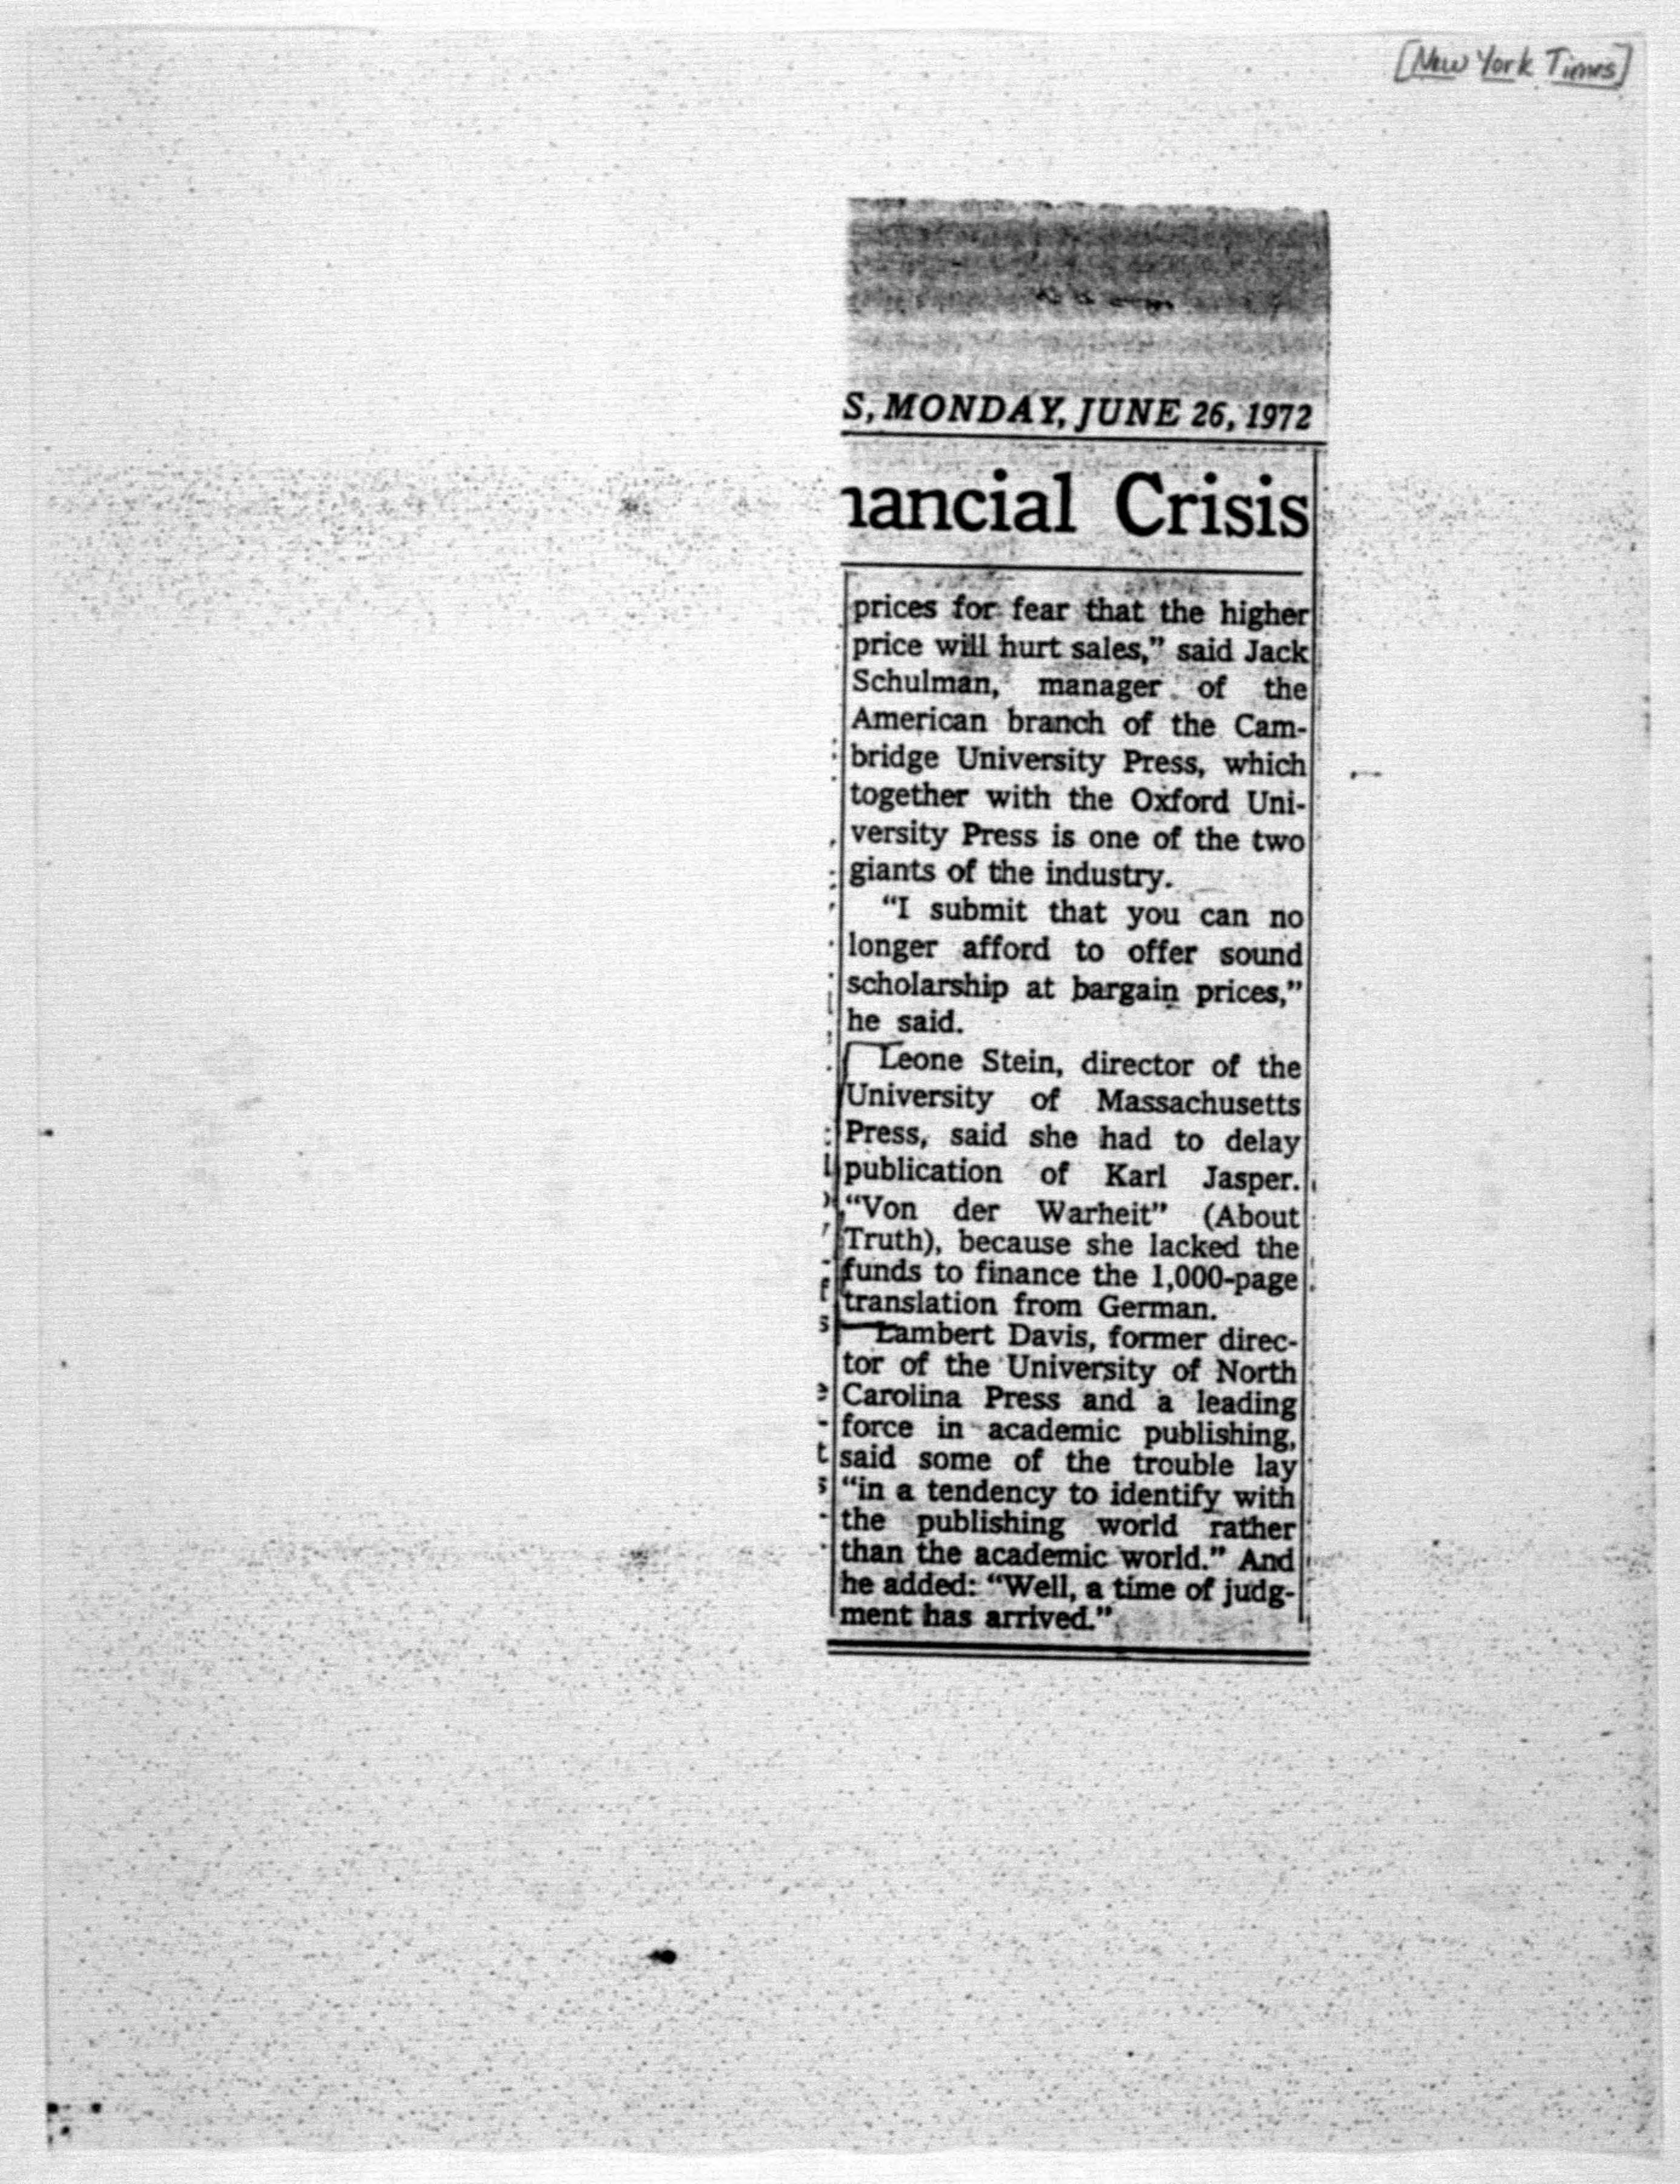 [New York Times]
S, MONDAY, JUNE 26, 1972
nancial Crisis
prices for fear that the higher
price will hurt sales,” said Jack
Schulman, manager of the
American branch of the Cam-
bridge University Press, which
together with the Oxford Uni-
versity Press is one of the two
giants of the industry.
“I submit that you can no
longer afford to offer sound
scholarship at bargain prices,”
he said.
Leone Stein, director of the
University of Massachusetts
Press, said she had to delay
publication of Karl Jasper.
“Von der Warheit” (About
Truth), because she lacked the
funds to finance the 1,000-page
translation from German.
Lambert Davis, former direc-
tor of the University of North
Carolina Press and a leading
force in academic publishing,
said some of the trouble lay
“in a tendency to identify with
the publishing world rather
than the academic world.” And
he added: “Well, a time of judg-
ment has arrived.”